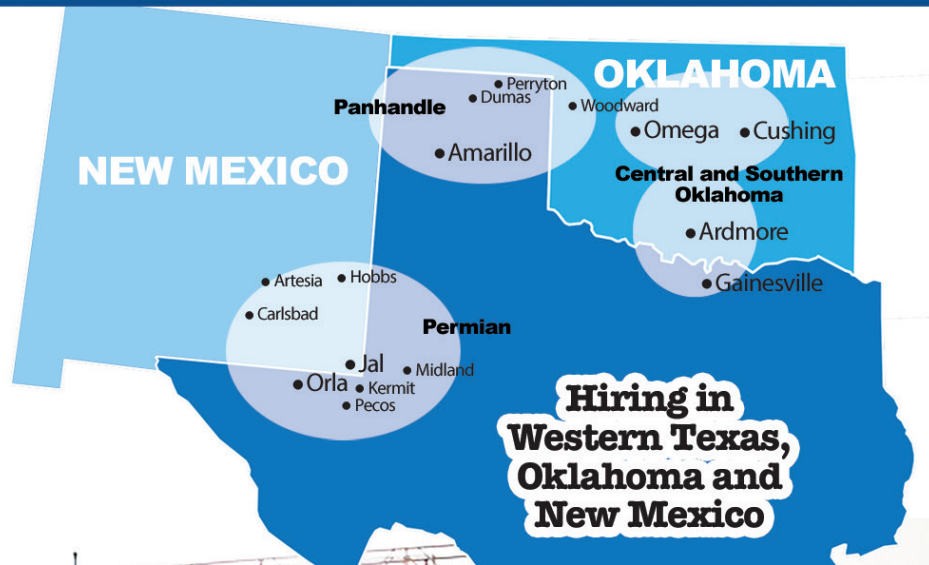 OKLAHOMA
Perryton
Dumas
Panhandle
Woodward
Omega
Cushing
Amarillo
NEW MEXICO
Central and Southern
Oklahoma
Ardmore
Hobbs
Artesia
Gainesville
Carlsbad
Permian
Jal
Midland
Orla
Kermit
Pecos
Hiring in
Western Texas,
Oklahoma and
New Mexico